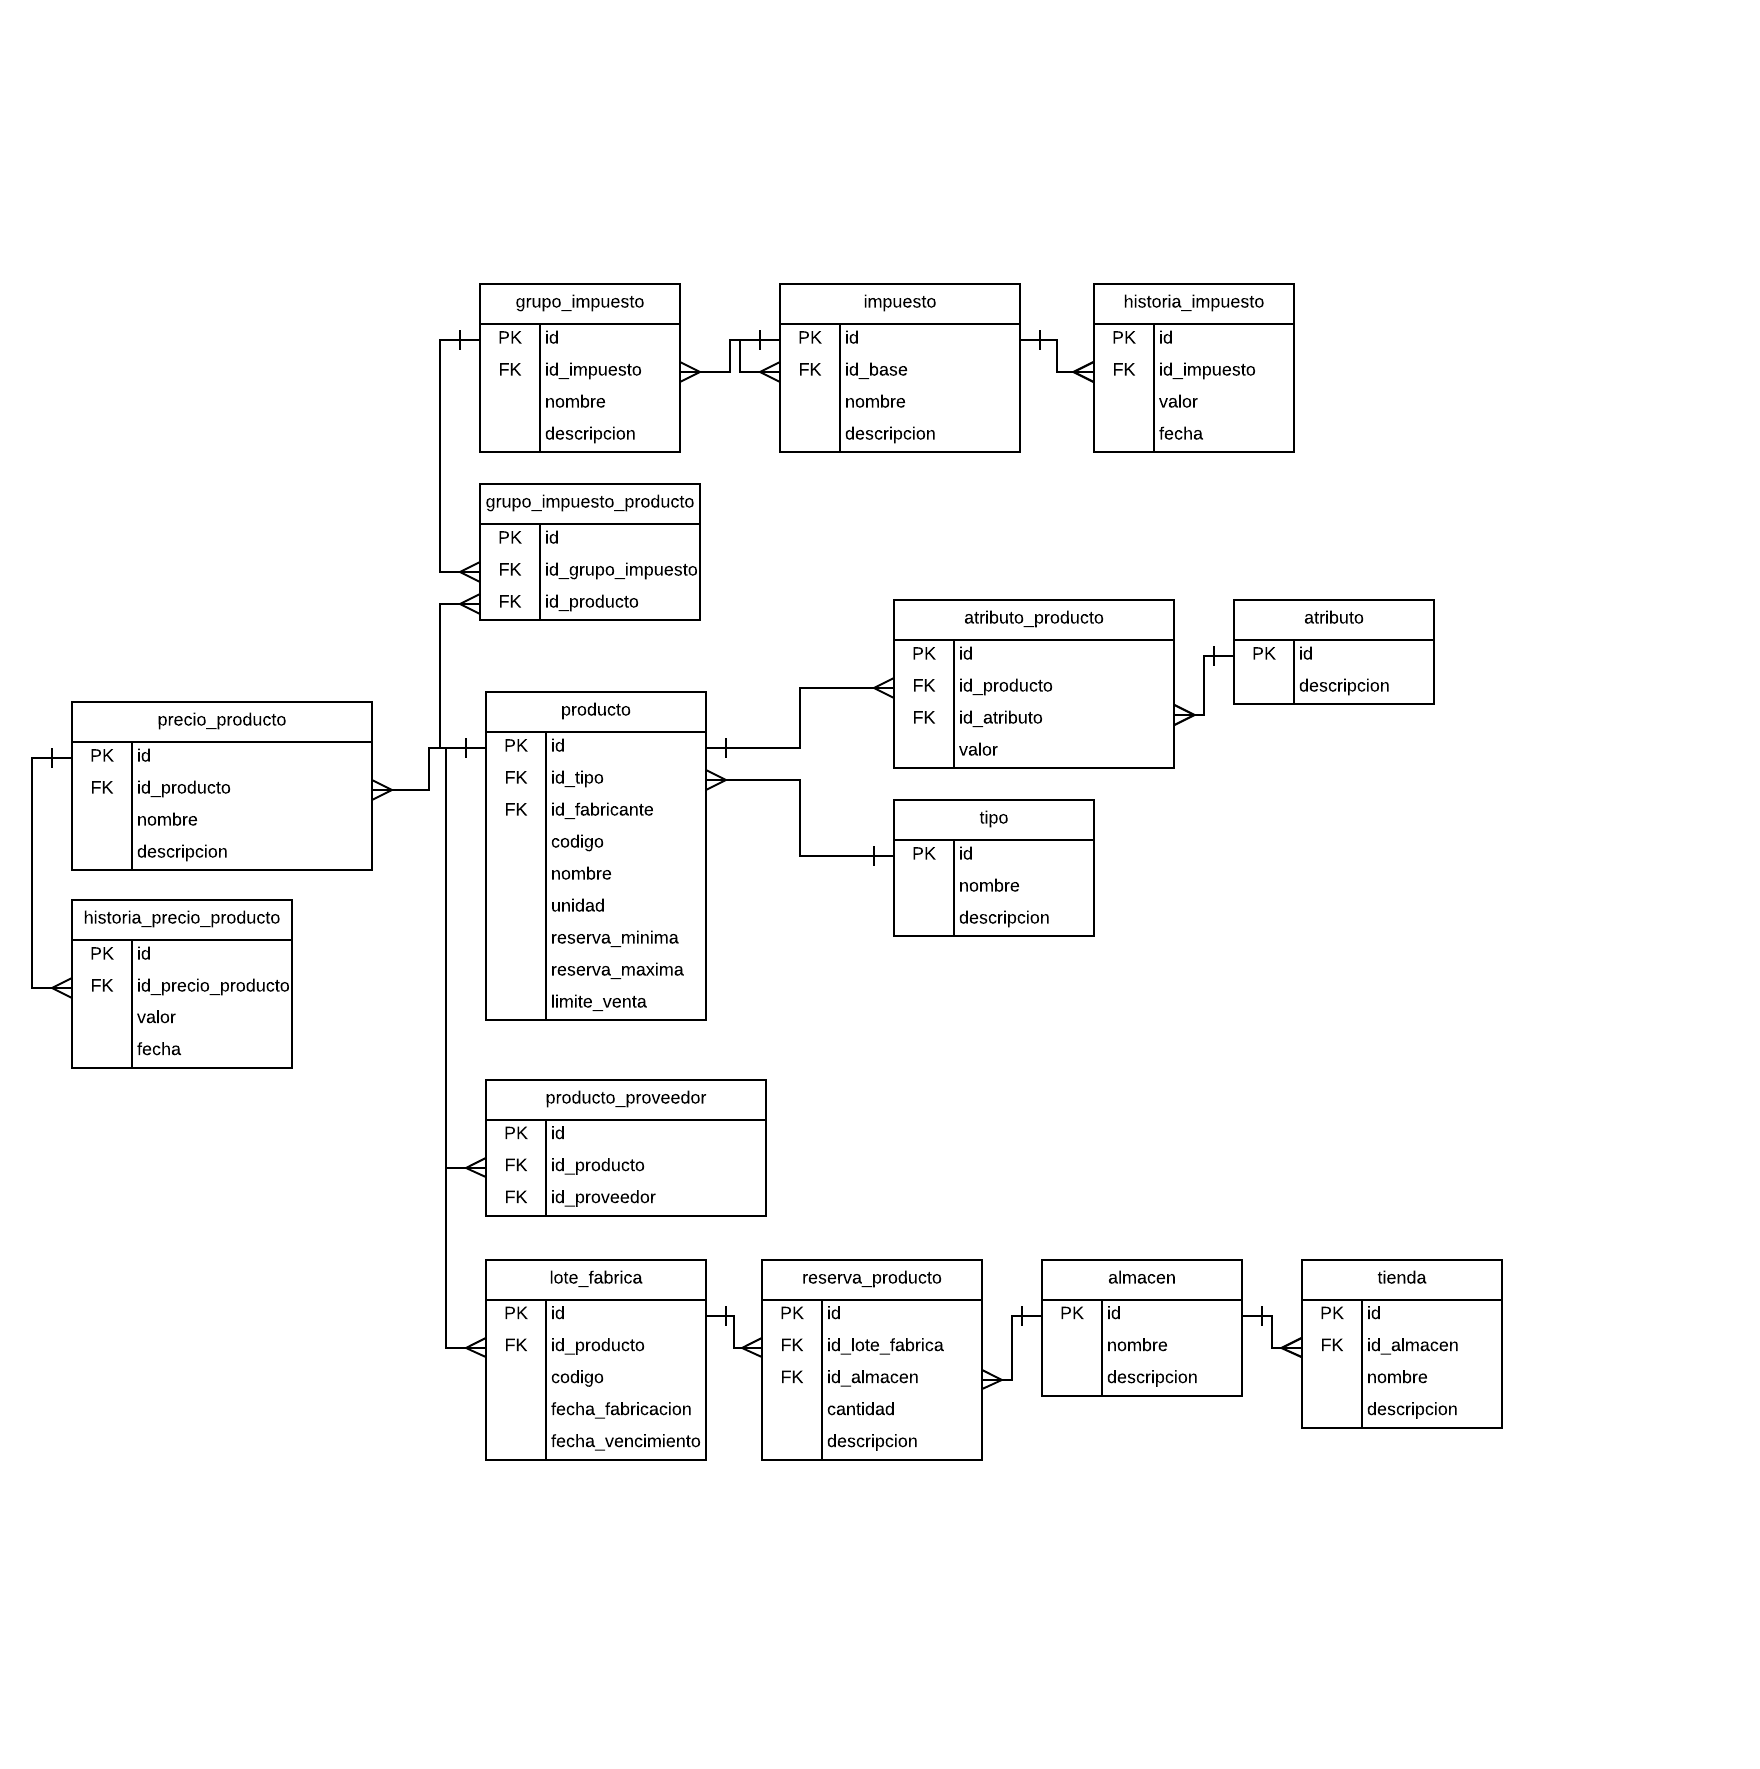 grupo_impuesto
PK id
FK id_impuesto
nombre
descripcion
impuesto
PK id
FK id_base
nombre
descripcion
historia_impuesto
PK id
FK id_impuesto
valor
fecha
grupo_impuesto_producto
PK id
FK id_grupo_impuesto
FK id_producto
atributo_producto
PK id
FK id_producto
FK id_atributo
valor
atributo
PK id
descripcion
precio_producto
PK id
FK id_producto
nombre
descripcion
producto
PK id
FK id_tipo
FK id_fabricante
codigo
nombre
unidad
reserva_minima
reserva_maxima
limite_venta
tipo
PK id
nombre
descripcion
historia_precio_producto
PK id
FK id_precio_producto
valor
fecha
producto_proveedor
PK id
FK id_producto
FK id_proveedor
lote_fabrica
PK id
FK id_producto
codigo
fecha_fabricacion
fecha_vencimiento
reserva_producto
PK id
FK id_lote_fabrica
FK id_almacen
cantidad
descripcion
almacen
PK id
nombre
descripcion
tienda
PK id
FK id_almacen
nombre
descripcion